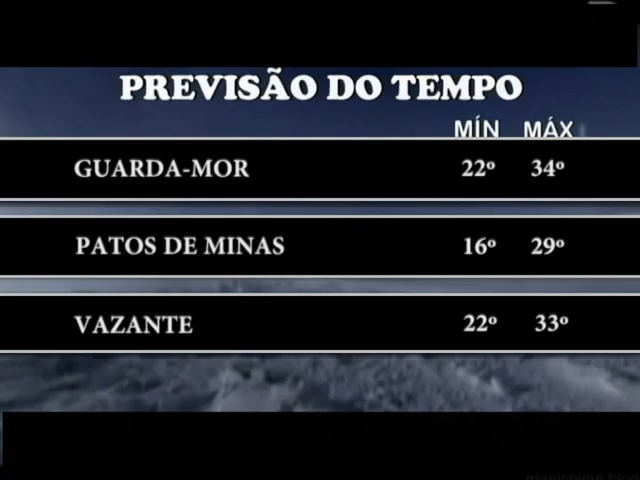 PREVISÃO DO TEMPO
MÍN MÁX
GUARDA-MOR 22º 34º
PATOS DE MINAS 16º 29º
VAZANTE 22º 33º